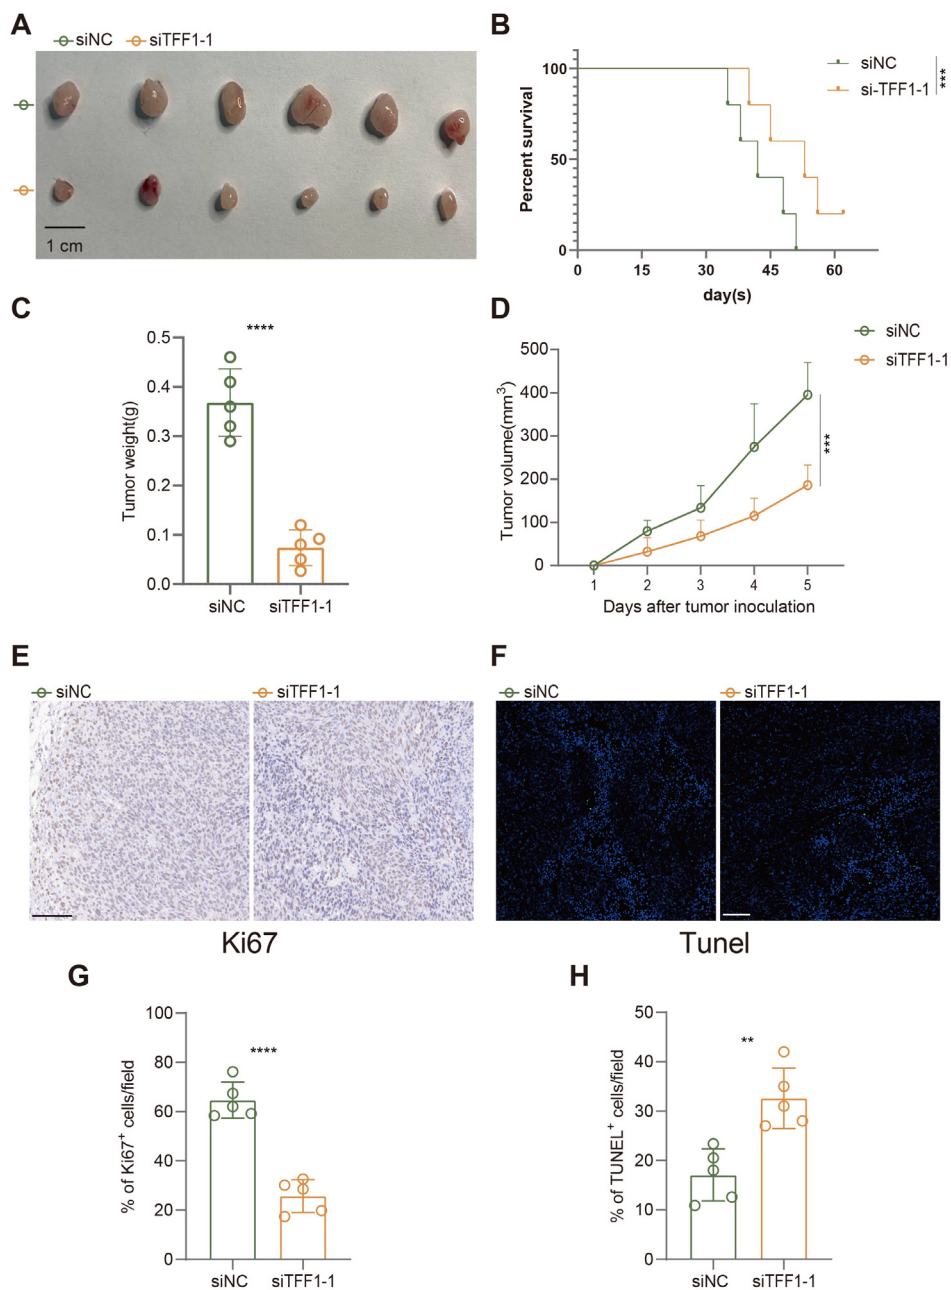 A
siNC siTFF1-1
1 cm
B
Percent survival
100
50
0
0 15 30 45 60
day(s)
siNC
si-TFF1-1
***
C
Tumor weight(g)
0.5
0.4
0.3
0.2
0.1
0.0
****
siNC siTFF1-1
D
Tumor volume(mm³)
500
400
300
200
100
0
1 2 3 4 5
Days after tumor inoculation
siNC
siTFF1-1
***
E
siNC siTFF1-1
Ki67
F
siNC siTFF1-1
Tunel
G
% of Ki67⁺ cells/field
100
80
60
40
20
0
****
siNC siTFF1-1
H
% of TUNEL⁺ cells/field
50
40
30
20
10
0
**
siNC siTFF1-1